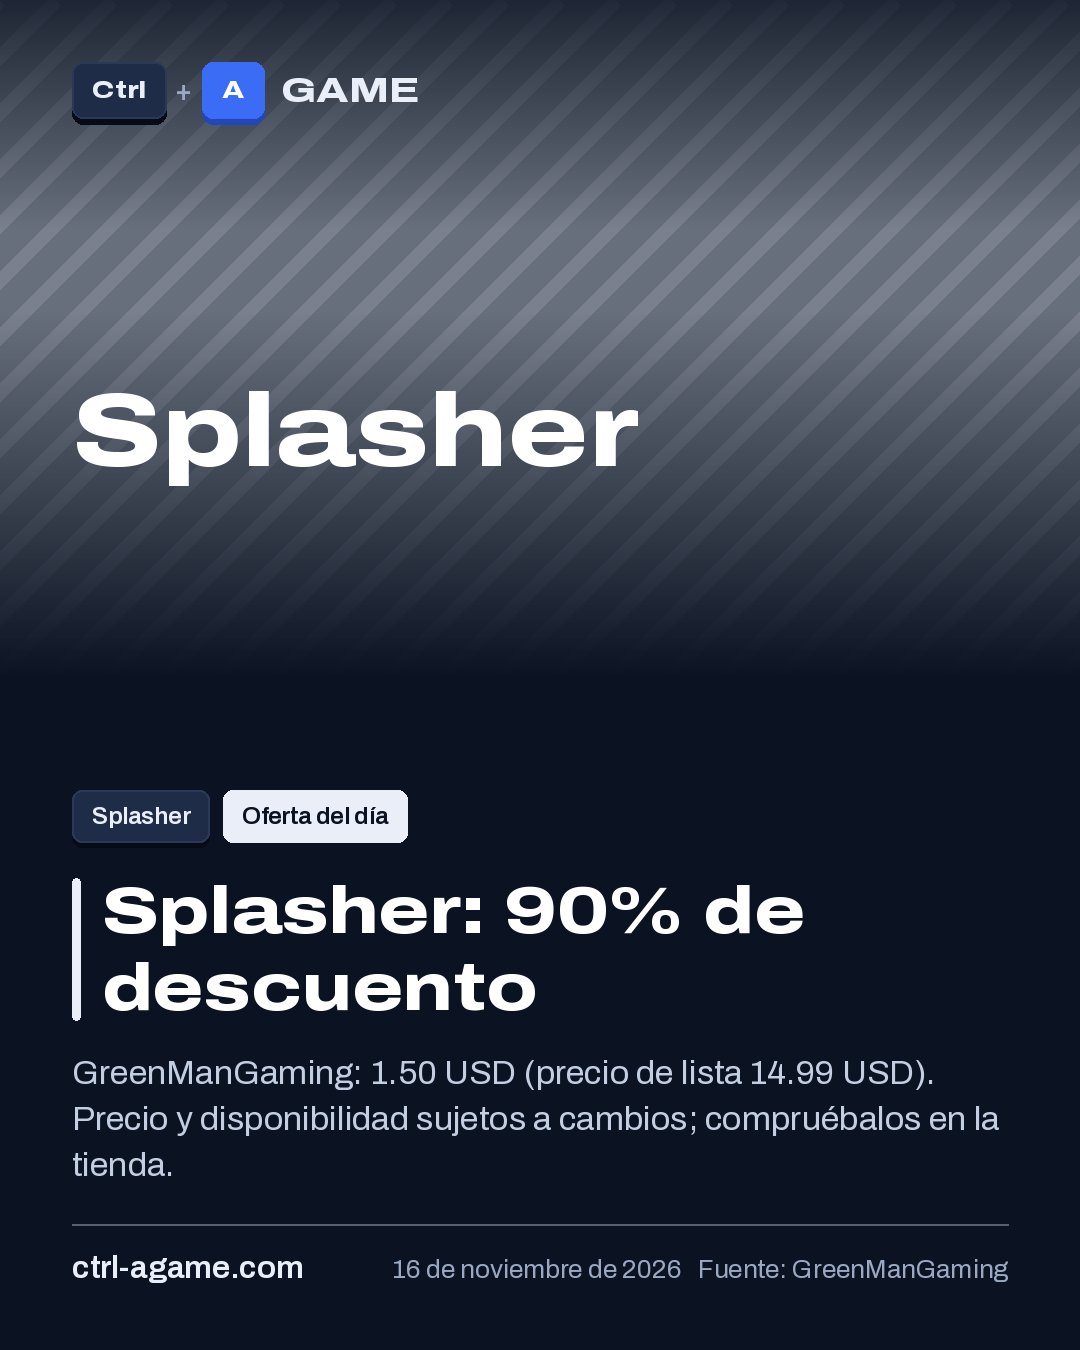 Ctrl + A GAME
Splasher
Splasher Oferta del día
Splasher: 90% de
descuento
GreenManGaming: 1.50 USD (precio de lista 14.99 USD).
Precio y disponibilidad sujetos a cambios; compruébalos en la
tienda.
ctrl-agame.com 16 de noviembre de 2026 Fuente: GreenManGaming